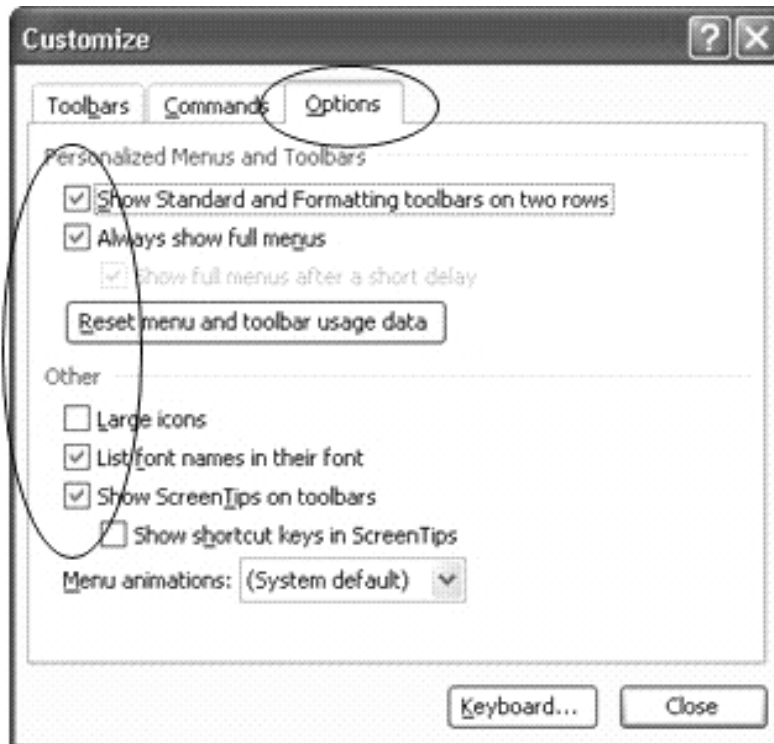 Customize
Toolbars Commands Options
Personalized Menus and Toolbars
Show Standard and Formatting toolbars on two rows
Always show full menus
Show full menus after a short delay
Reset menu and toolbar usage data
Other
Large icons
List font names in their font
Show ScreenTips on toolbars
Show shortcut keys in ScreenTips
Menu animations: (System default)
Keyboard... Close